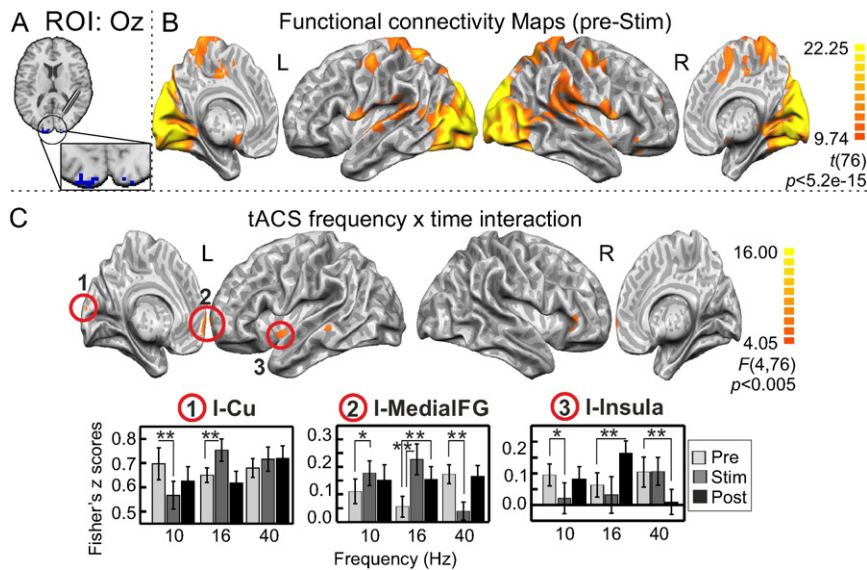 A ROI: Oz
B Functional connectivity Maps (pre-Stim)
L
R
22.25
9.74
t(76)
p<5.2e-15
C
tACS frequency x time interaction
L
R
1
2
3
16.00
4.05
F(4,76)
p<0.005
1 l-Cu
2 l-MedialFG
3 l-Insula
Fisher's z scores
0.8
0.7
0.6
0.5
** **
10 16 40
0.3
0.2
0.1
0.0
* ** ** **
10 16 40
0.2
0.1
0.0
* ** **
10 16 40
Frequency (Hz)
Pre
Stim
Post